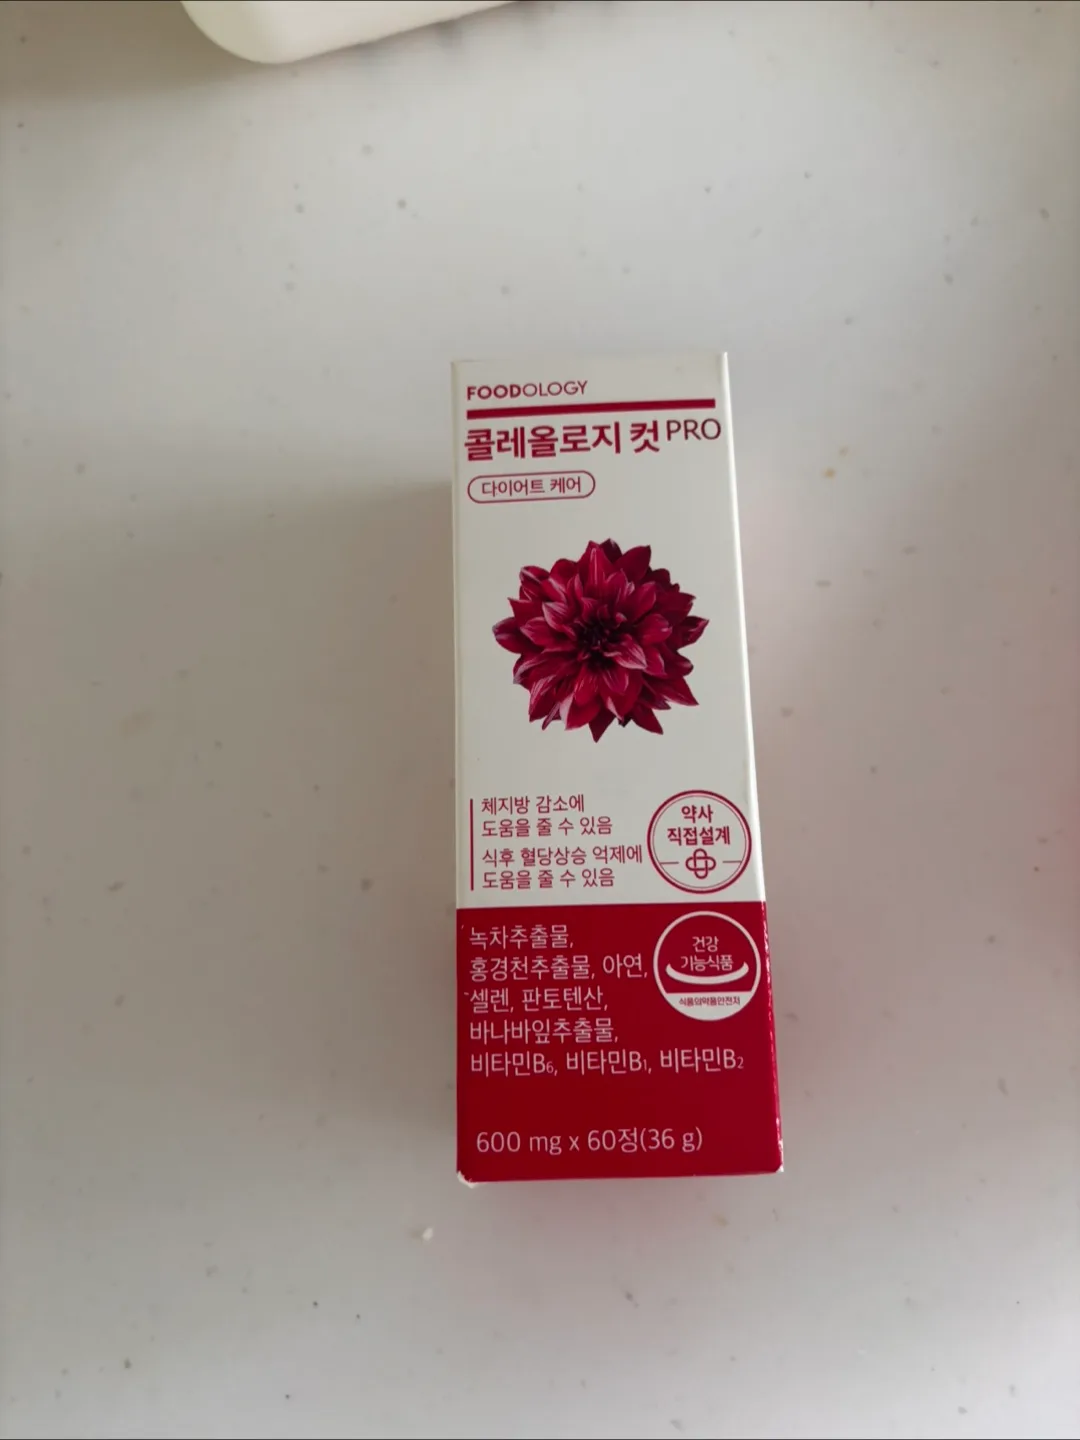 FOODOLOGY
콜레올로지 컷 PRO
다이어트 케어
체지방 감소에
도움을 줄 수 있음
식후 혈당상승 억제에
도움을 줄 수 있음
약사
직접설계
녹차추출물,
홍경천추출물, 아연,
셀렌, 판토텐산,
바나바잎추출물,
비타민B₆, 비타민B₁, 비타민B₂
건강
기능식품
식품의약품안전처
600 mg x 60정(36 g)